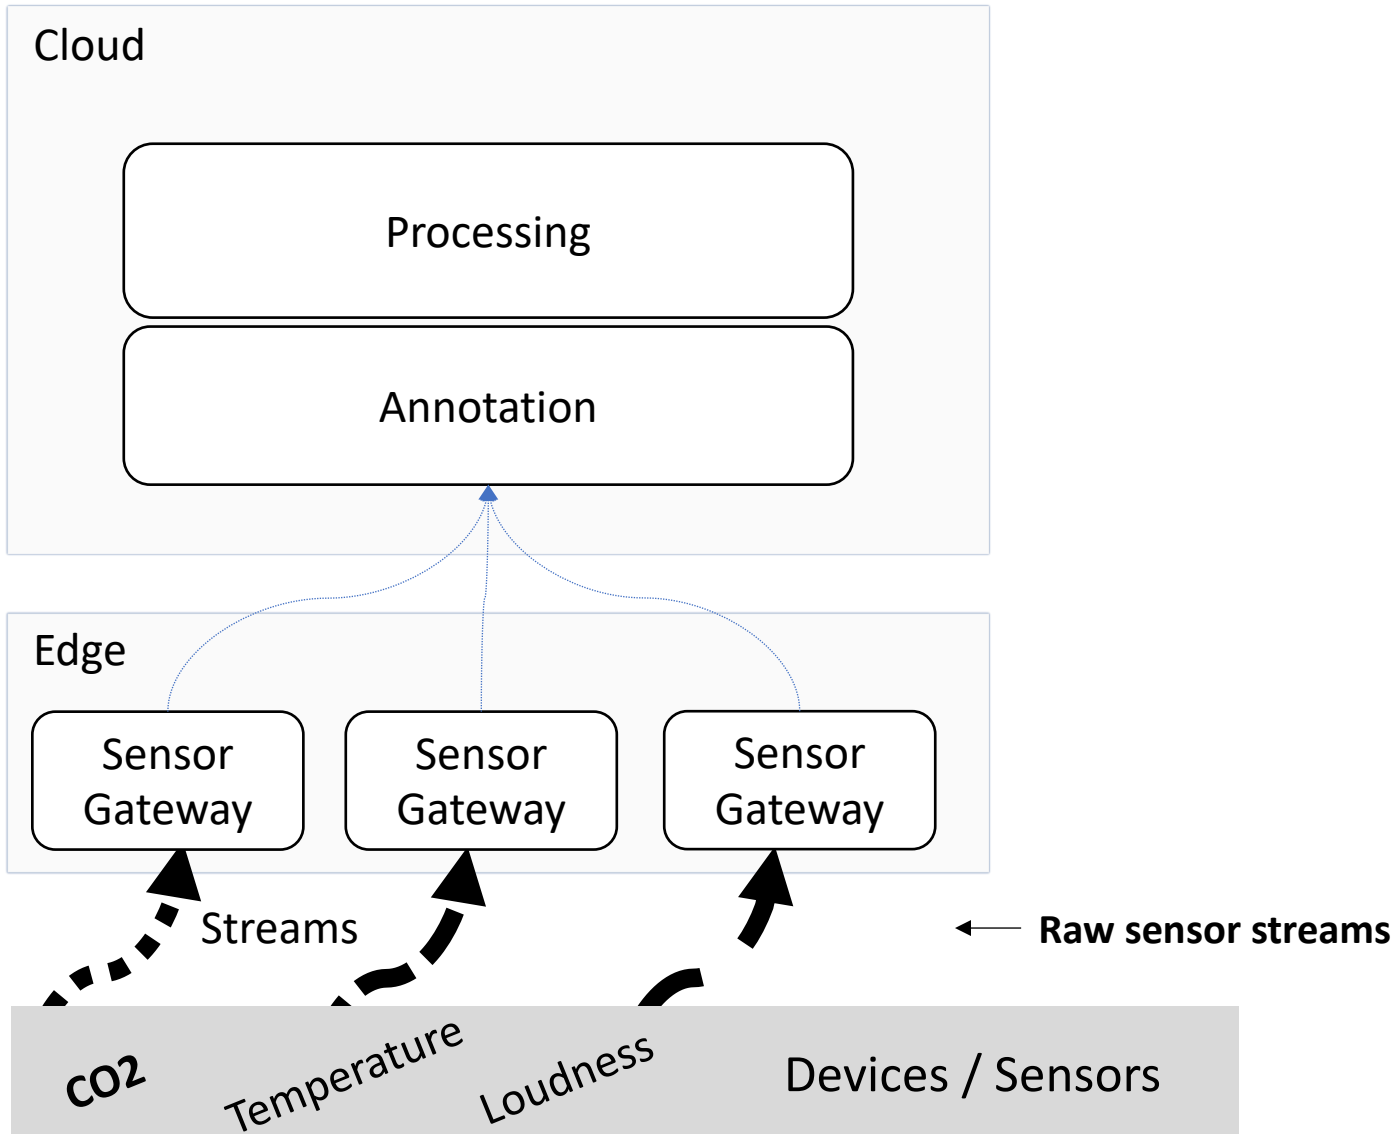 Cloud
Processing
Annotation
Edge
Sensor
Gateway
Sensor
Gateway
Sensor
Gateway
Streams
Raw sensor streams
CO2
Temperature
Loudness
Devices / Sensors